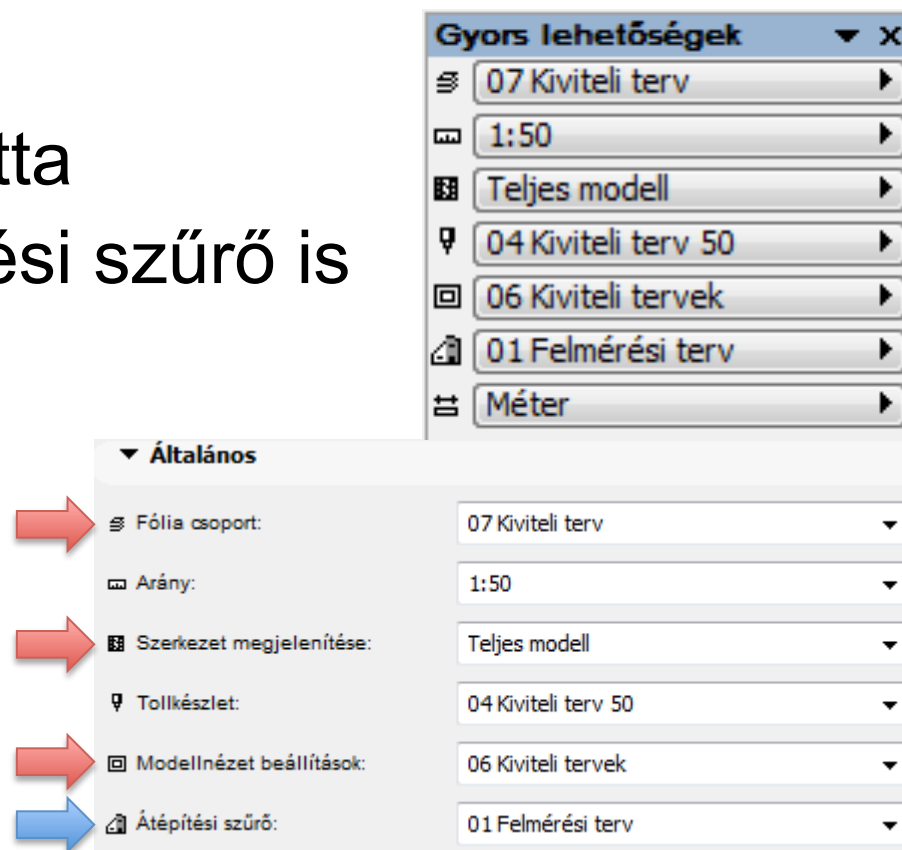 tta
ési szűrő is
Gyors lehetőségek
07 Kiviteli terv
1:50
Teljes modell
04 Kiviteli terv 50
06 Kiviteli tervek
01 Felmérési terv
Méter
Általános
Fólia csoport: 07 Kiviteli terv
Arány: 1:50
Szerkezet megjelenítése: Teljes modell
Tollkészlet: 04 Kiviteli terv 50
Modellnézet beállítások: 06 Kiviteli tervek
Átépítési szűrő: 01 Felmérési terv